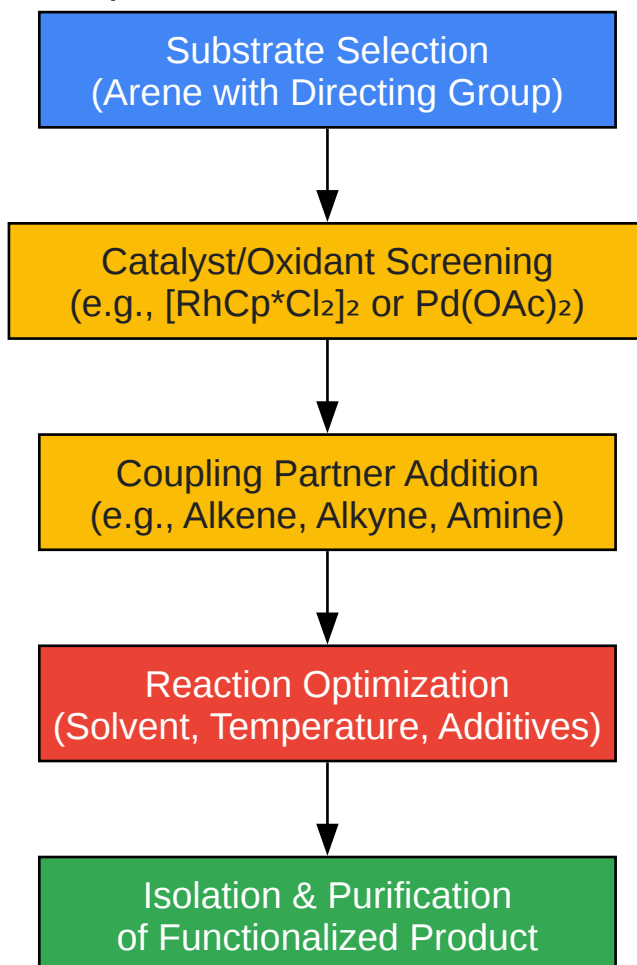 Substrate Selection
(Arene with Directing Group)
Catalyst/Oxidant Screening
(e.g., [RhCp*Cl₂]₂ or Pd(OAc)₂)
Coupling Partner Addition
(e.g., Alkene, Alkyne, Amine)
Reaction Optimization
(Solvent, Temperature, Additives)
Isolation & Purification
of Functionalized Product